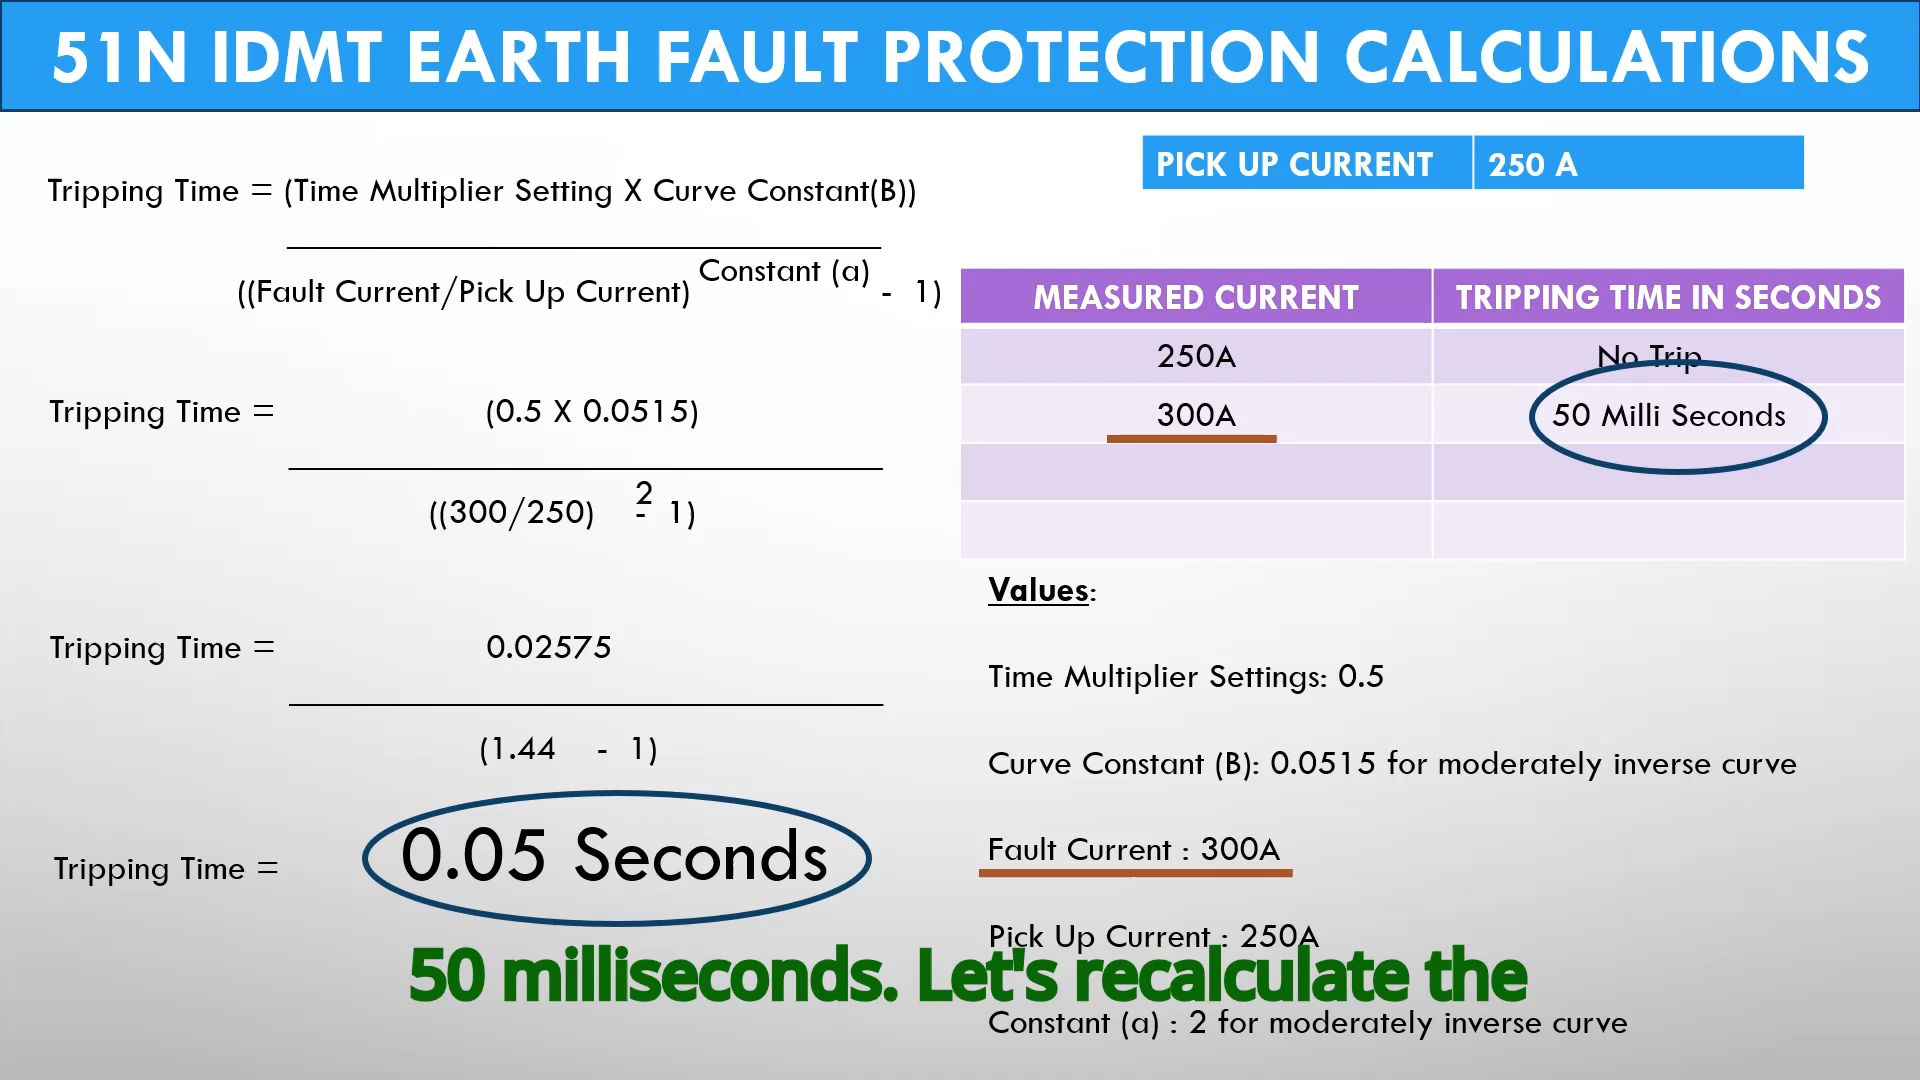 51N IDMT EARTH FAULT PROTECTION CALCULATIONS
PICK UP CURRENT 250 A
Tripping Time = (Time Multiplier Setting X Curve Constant(B))
((Fault Current/Pick Up Current) Constant (a) - 1)
Tripping Time = (0.5 X 0.0515)
((300/250) 2 - 1)
Tripping Time = 0.02575
(1.44 - 1)
Tripping Time = 0.05 Seconds
MEASURED CURRENT TRIPPING TIME IN SECONDS
250A No Trip
300A 50 Milli Seconds
Values:
Time Multiplier Settings: 0.5
Curve Constant (B): 0.0515 for moderately inverse curve
Fault Current : 300A
Pick Up Current : 250A
50 milliseconds. Let's recalculate the
Constant (a) : 2 for moderately inverse curve